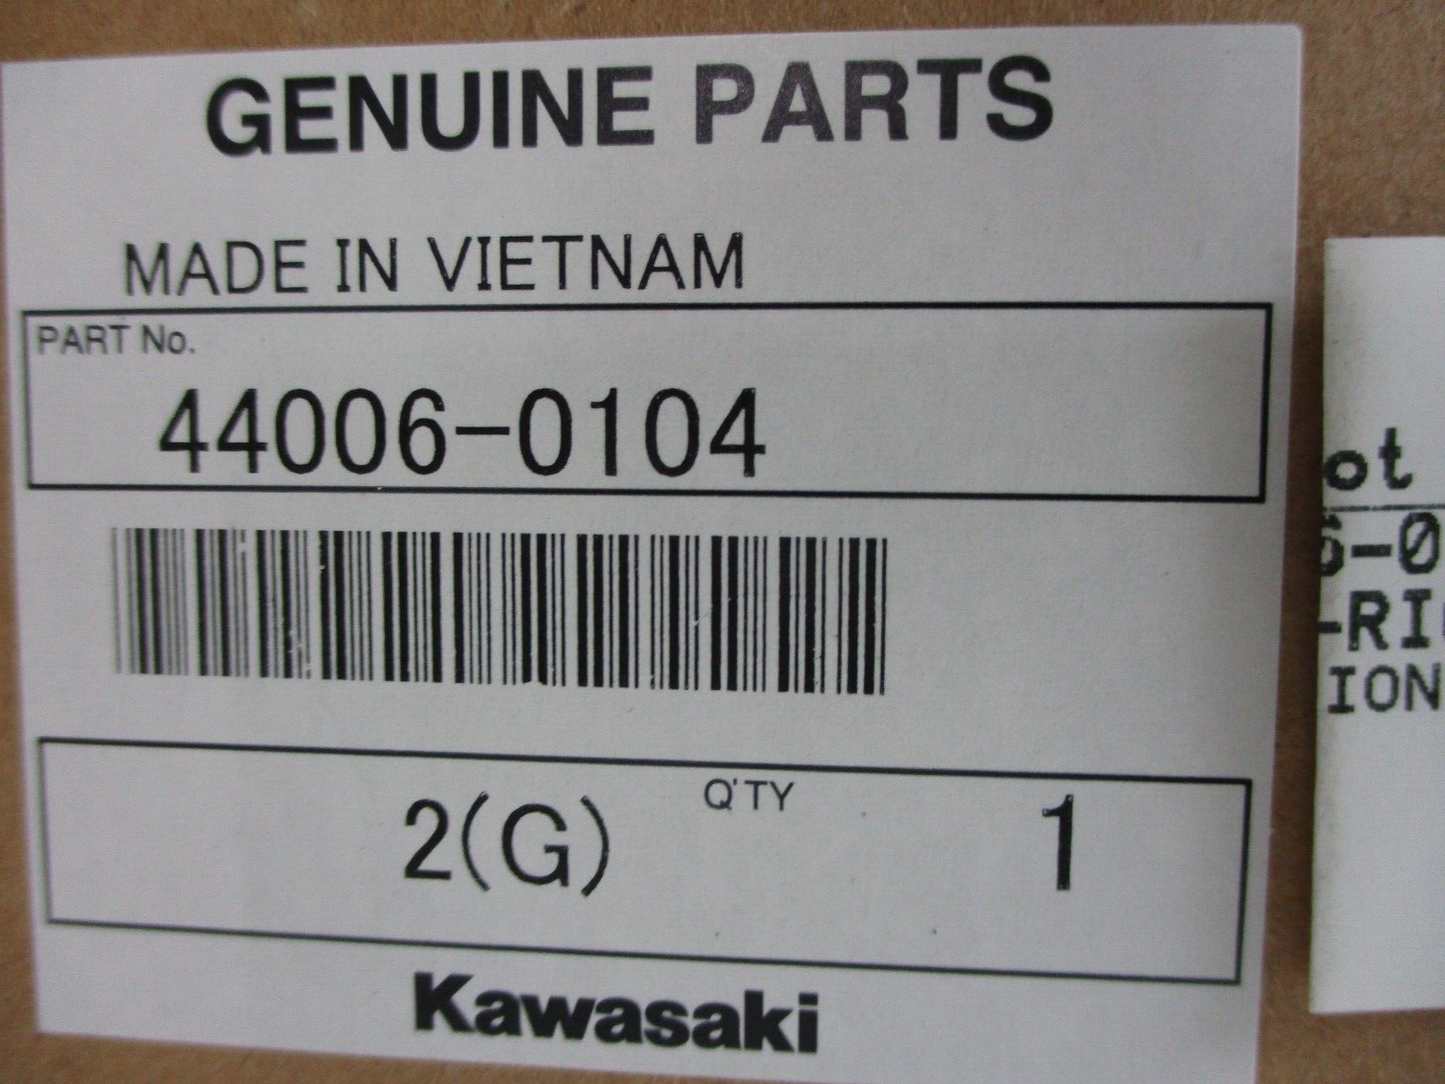 GENUINE PARTS
MADE IN VIETNAM
PART No.
44006-0104
2(G) Q'TY 1
Kawasaki
ot
6-0
-RI
ION